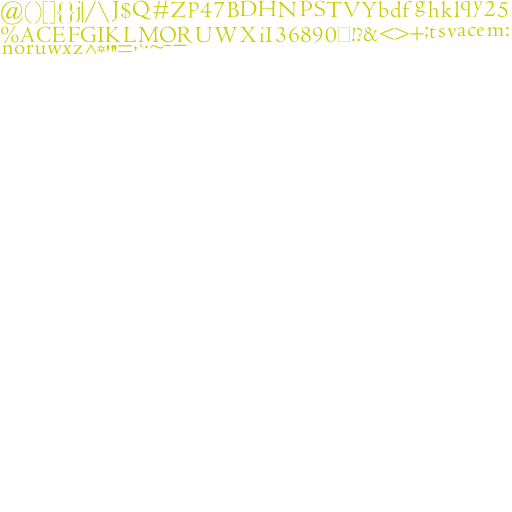 @()[]{}j||/\J$Q#ZP47BDHNPSTVYbdfghklqy25
%ACEFGIKLMORUWXiI36890□!?&<>+;tsvacem:
noruwxz^*!"=,';~--